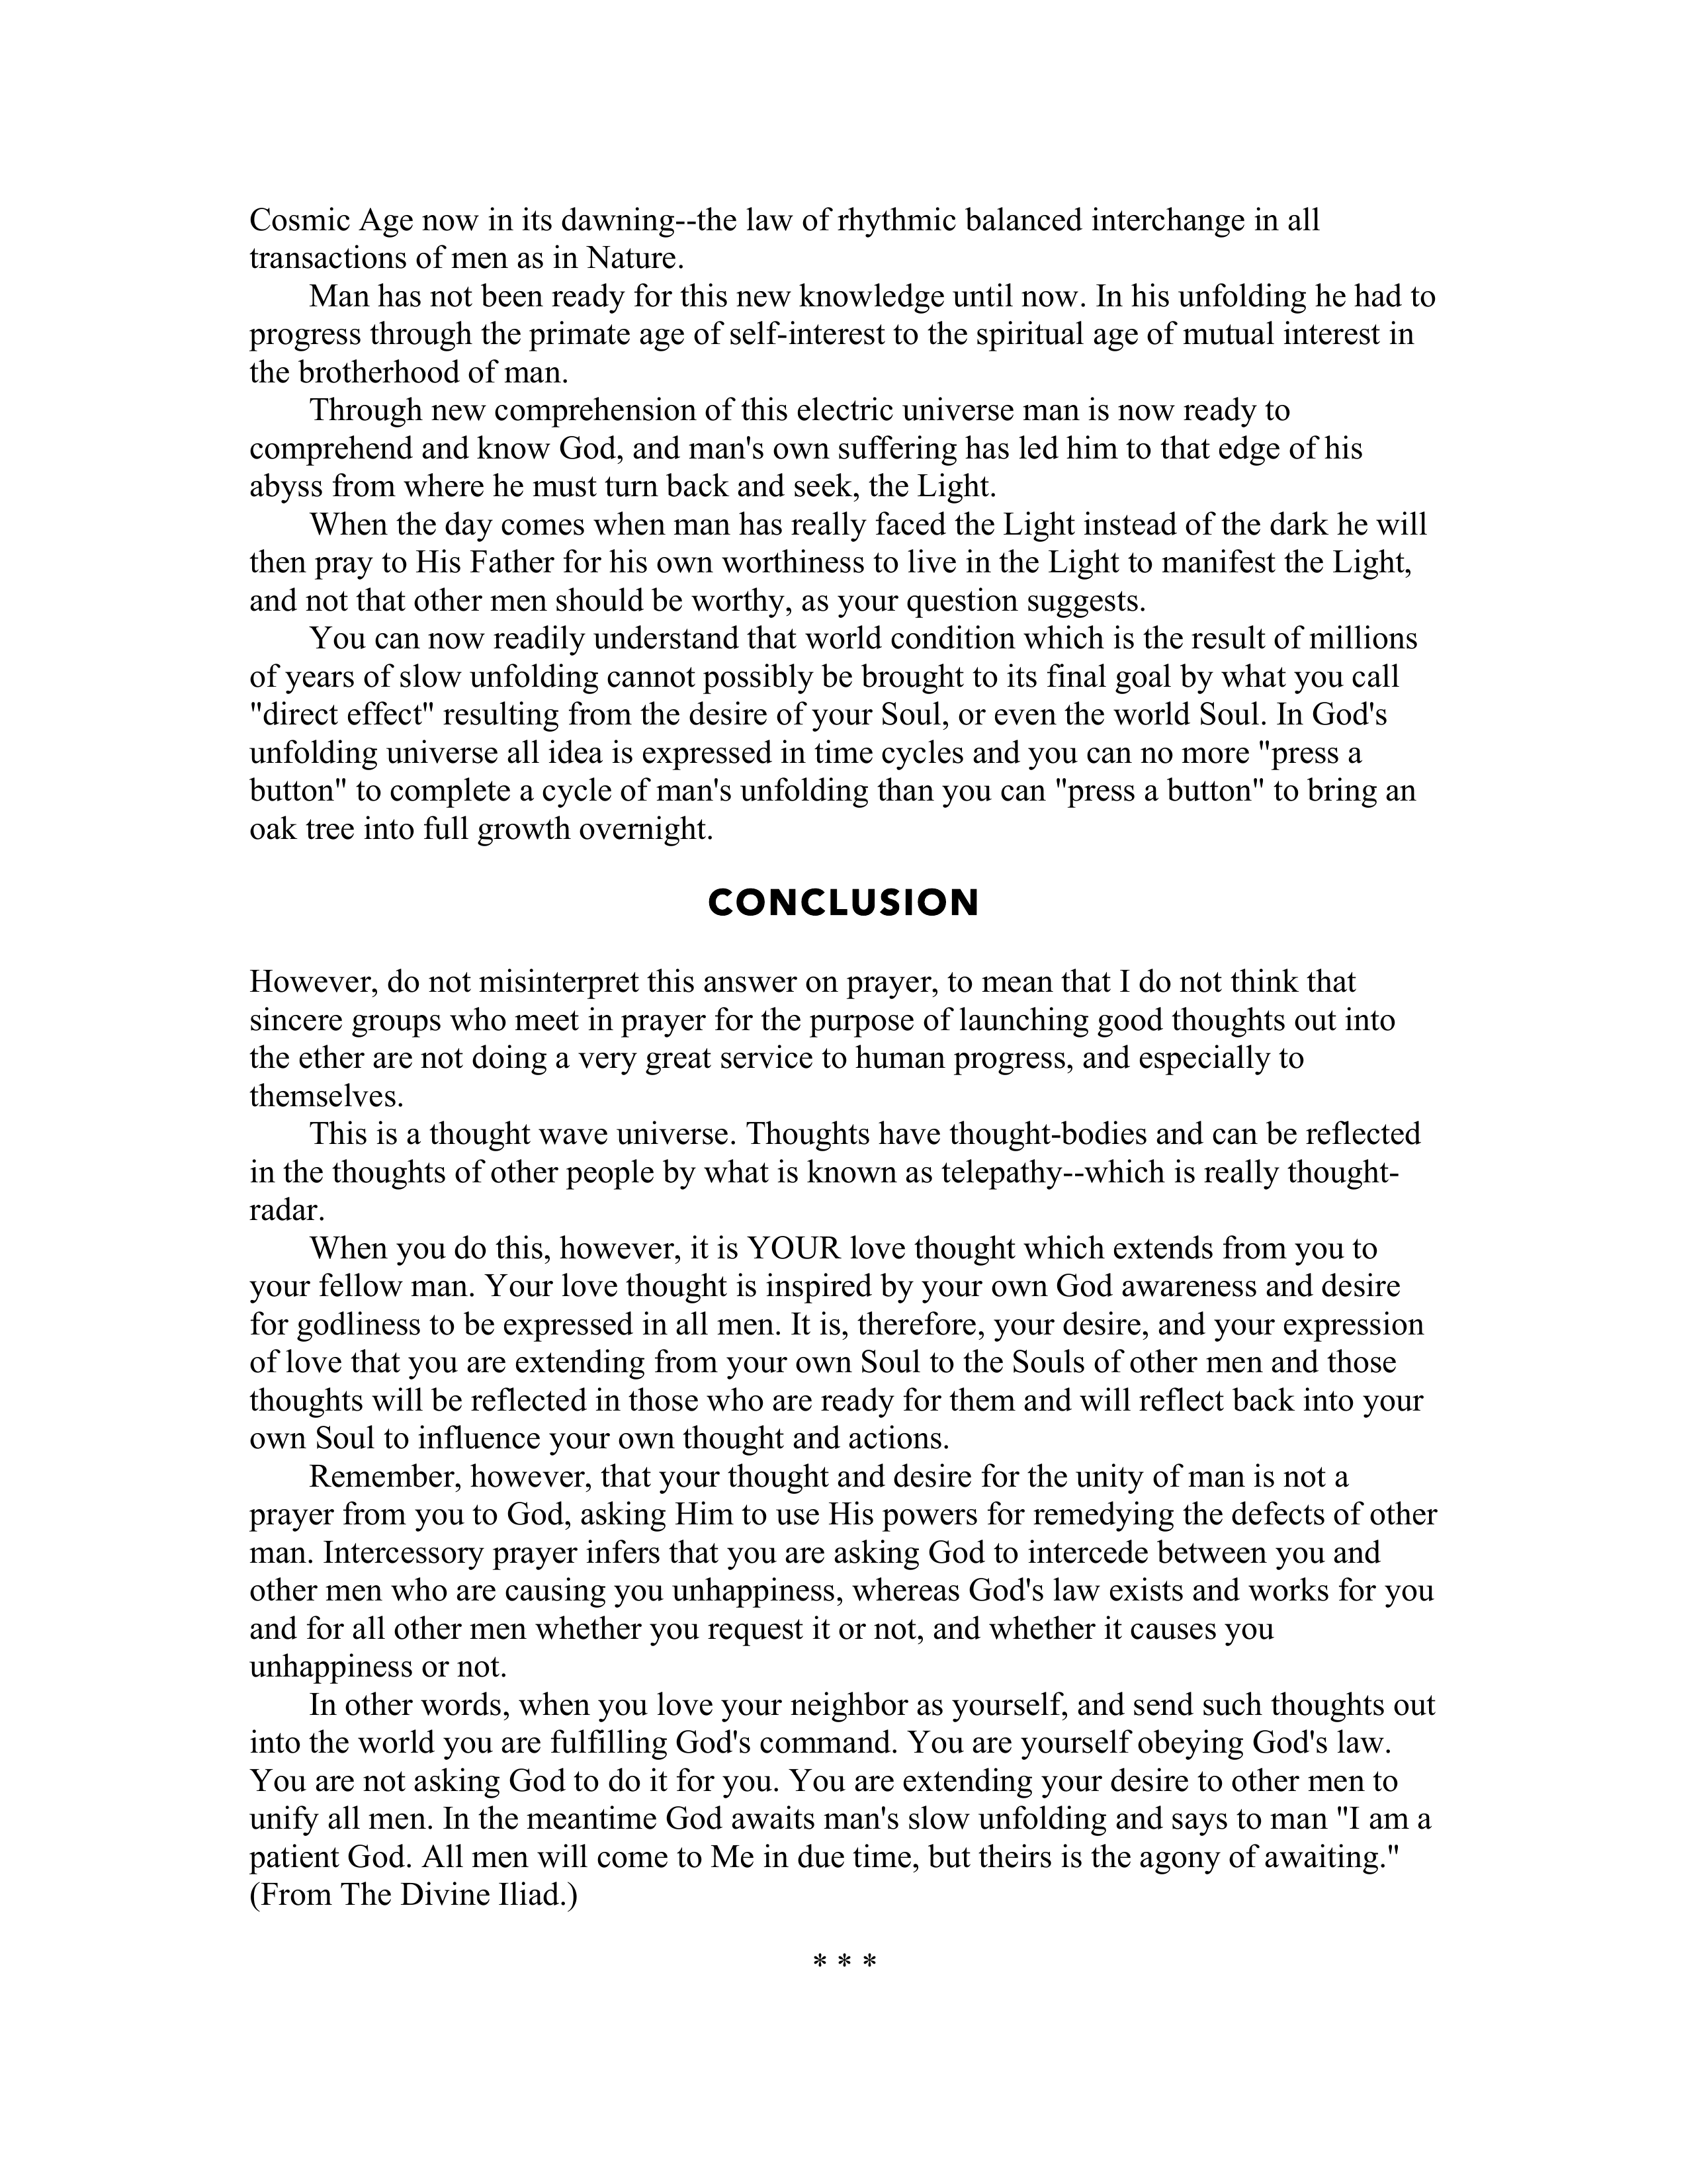 Cosmic Age now in its dawning--the law of rhythmic balanced interchange in all
transactions of men as in Nature.
Man has not been ready for this new knowledge until now. In his unfolding he had to
progress through the primate age of self-interest to the spiritual age of mutual interest in
the brotherhood of man.
Through new comprehension of this electric universe man is now ready to
comprehend and know God, and man's own suffering has led him to that edge of his
abyss from where he must turn back and seek, the Light.
When the day comes when man has really faced the Light instead of the dark he will
then pray to His Father for his own worthiness to live in the Light to manifest the Light,
and not that other men should be worthy, as your question suggests.
You can now readily understand that world condition which is the result of millions
of years of slow unfolding cannot possibly be brought to its final goal by what you call
"direct effect" resulting from the desire of your Soul, or even the world Soul. In God's
unfolding universe all idea is expressed in time cycles and you can no more "press a
button" to complete a cycle of man's unfolding than you can "press a button" to bring an
oak tree into full growth overnight.
CONCLUSION
However, do not misinterpret this answer on prayer, to mean that I do not think that
sincere groups who meet in prayer for the purpose of launching good thoughts out into
the ether are not doing a very great service to human progress, and especially to
themselves.
This is a thought wave universe. Thoughts have thought-bodies and can be reflected
in the thoughts of other people by what is known as telepathy--which is really thought-
radar.
When you do this, however, it is YOUR love thought which extends from you to
your fellow man. Your love thought is inspired by your own God awareness and desire
for godliness to be expressed in all men. It is, therefore, your desire, and your expression
of love that you are extending from your own Soul to the Souls of other men and those
thoughts will be reflected in those who are ready for them and will reflect back into your
own Soul to influence your own thought and actions.
Remember, however, that your thought and desire for the unity of man is not a
prayer from you to God, asking Him to use His powers for remedying the defects of other
man. Intercessory prayer infers that you are asking God to intercede between you and
other men who are causing you unhappiness, whereas God's law exists and works for you
and for all other men whether you request it or not, and whether it causes you
unhappiness or not.
In other words, when you love your neighbor as yourself, and send such thoughts out
into the world you are fulfilling God's command. You are yourself obeying God's law.
You are not asking God to do it for you. You are extending your desire to other men to
unify all men. In the meantime God awaits man's slow unfolding and says to man "I am a
patient God. All men will come to Me in due time, but theirs is the agony of awaiting."
(From The Divine Iliad.)
* * *